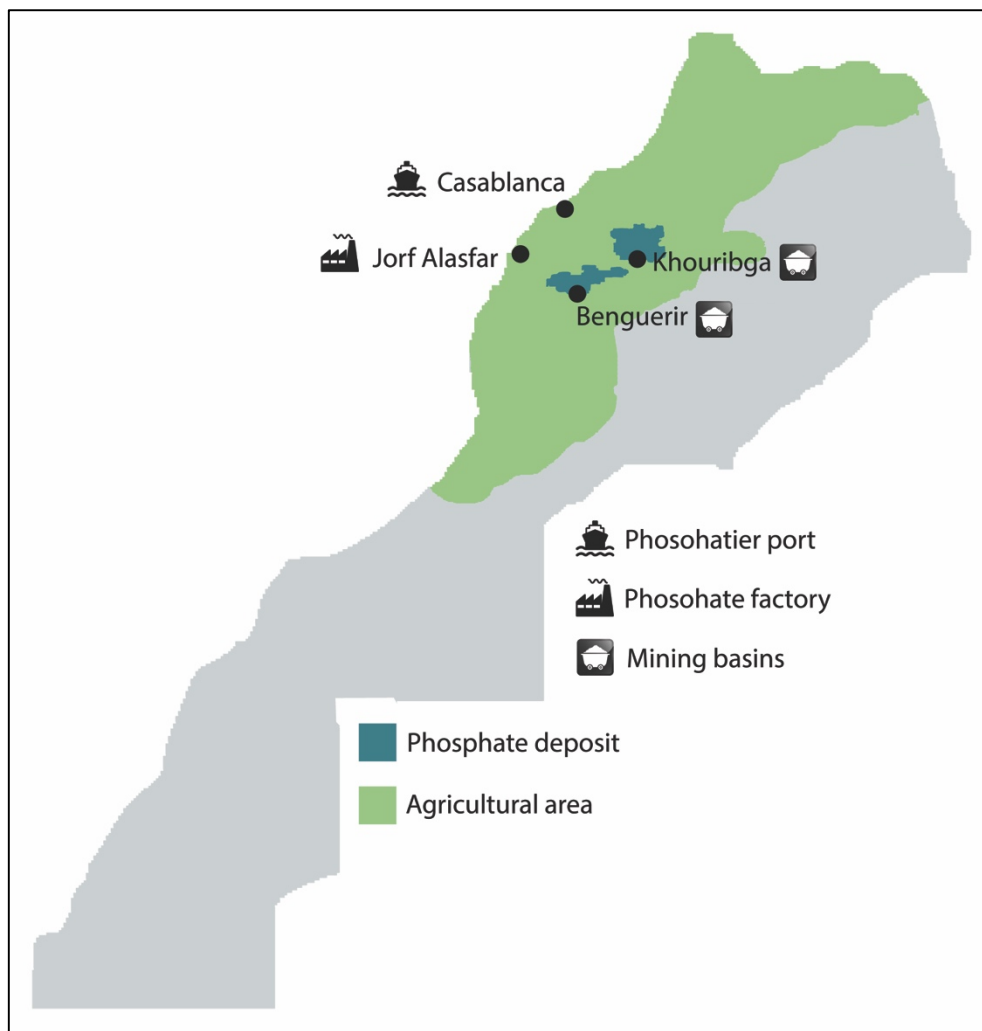 Casablanca
Jorf Alasfar
Khouribga
Benguerir
Phosohatier port
Phosohate factory
Mining basins
Phosphate deposit
Agricultural area